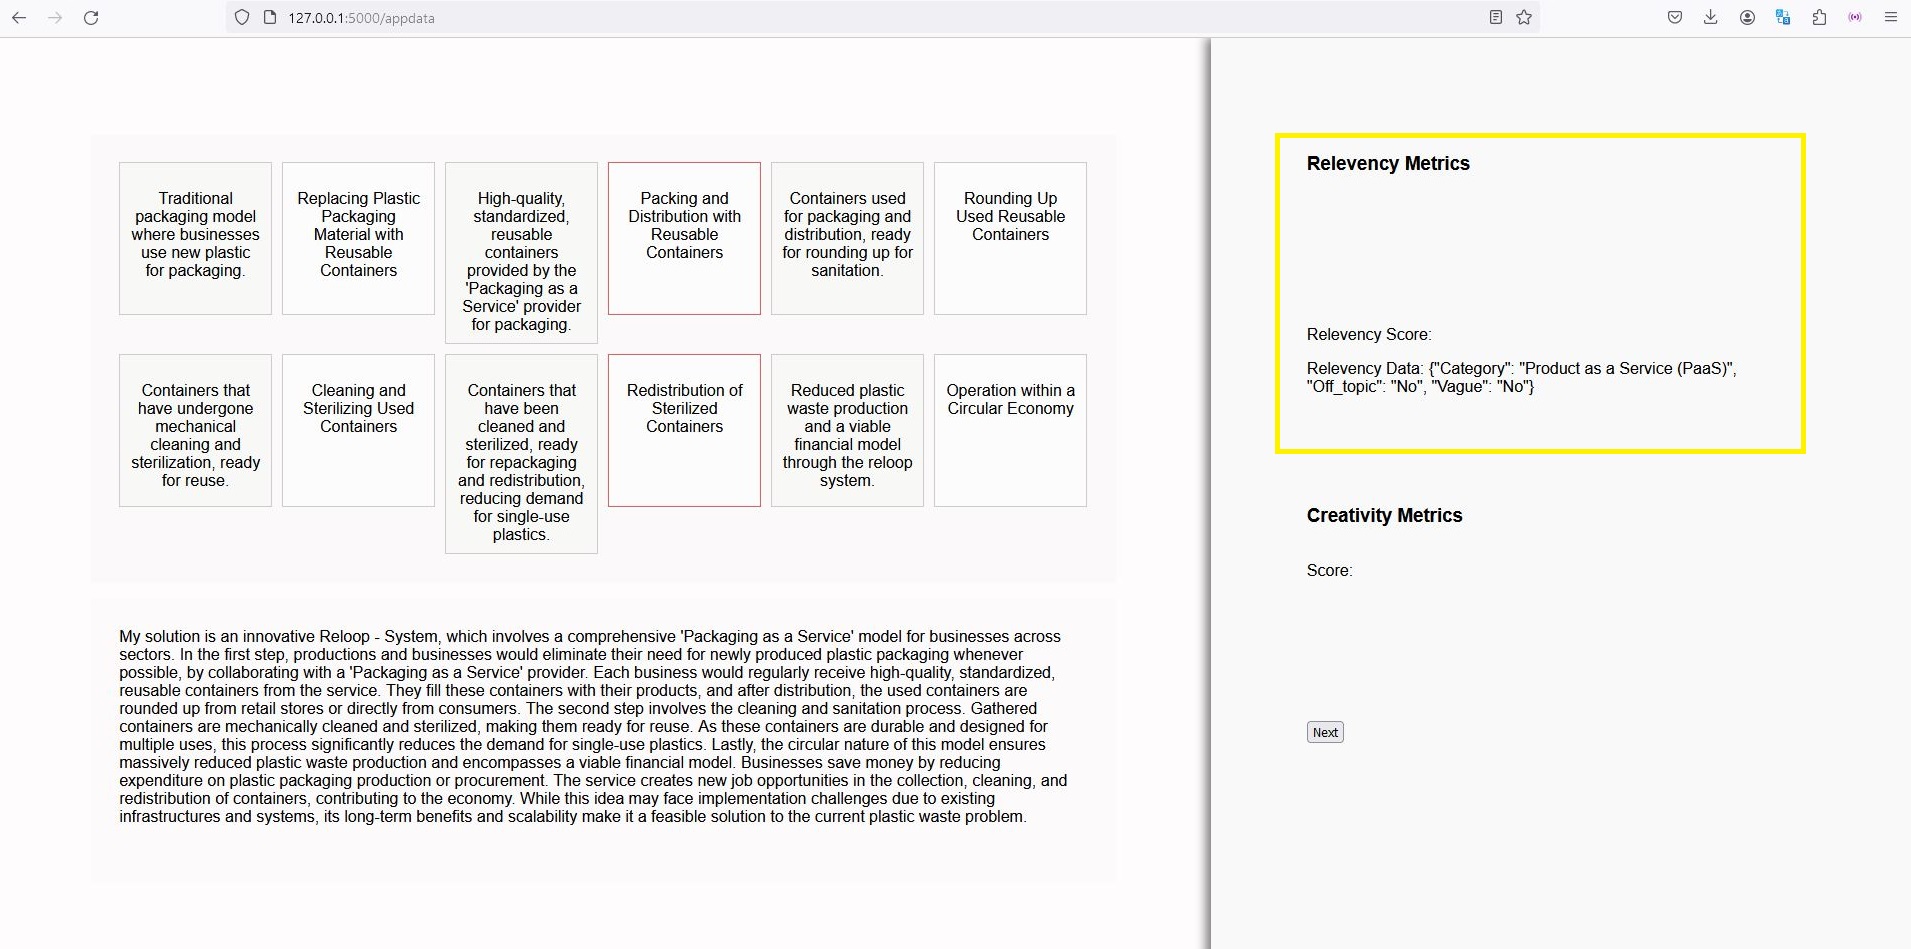 127.0.0.1:5000/appdata
Traditional
packaging model
where businesses
use new plastic
for packaging.
Replacing Plastic
Packaging
Material with
Reusable
Containers
High-quality,
standardized,
reusable
containers
provided by the
'Packaging as a
Service' provider
for packaging.
Packing and
Distribution with
Reusable
Containers
Containers used
for packaging and
distribution, ready
for rounding up for
sanitation.
Rounding Up
Used Reusable
Containers
Containers that
have undergone
mechanical
cleaning and
sterilization, ready
for reuse.
Cleaning and
Sterilizing Used
Containers
Containers that
have been
cleaned and
sterilized, ready
for repackaging
and redistribution,
reducing demand
for single-use
plastics.
Redistribution of
Sterilized
Containers
Reduced plastic
waste production
and a viable
financial model
through the reloop
system.
Operation within a
Circular Economy
My solution is an innovative Reloop - System, which involves a comprehensive 'Packaging as a Service' model for businesses across
sectors. In the first step, productions and businesses would eliminate their need for newly produced plastic packaging whenever
possible, by collaborating with a 'Packaging as a Service' provider. Each business would regularly receive high-quality, standardized,
reusable containers from the service. They fill these containers with their products, and after distribution, the used containers are
rounded up from retail stores or directly from consumers. The second step involves the cleaning and sanitation process. Gathered
containers are mechanically cleaned and sterilized, making them ready for reuse. As these containers are durable and designed for
multiple uses, this process significantly reduces the demand for single-use plastics. Lastly, the circular nature of this model ensures
massively reduced plastic waste production and encompasses a viable financial model. Businesses save money by reducing
expenditure on plastic packaging production or procurement. The service creates new job opportunities in the collection, cleaning, and
redistribution of containers, contributing to the economy. While this idea may face implementation challenges due to existing
infrastructures and systems, its long-term benefits and scalability make it a feasible solution to the current plastic waste problem.
Relevency Metrics
Relevency Score:
Relevency Data: {"Category": "Product as a Service (PaaS)",
"Off_topic": "No", "Vague": "No"}
Creativity Metrics
Score:
Next